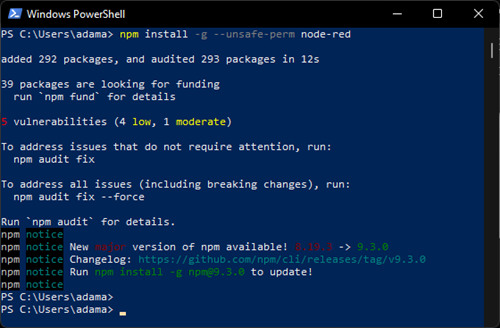 Windows PowerShell
PS C:\Users\adama> npm install -g --unsafe-perm node-red
added 292 packages, and audited 293 packages in 12s
39 packages are looking for funding
run `npm fund` for details
5 vulnerabilities (4 low, 1 moderate)
To address issues that do not require attention, run:
npm audit fix
To address all issues (including breaking changes), run:
npm audit fix --force
Run `npm audit` for details.
npm notice
npm notice New major version of npm available! 8.19.3 -> 9.3.0
npm notice Changelog: https://github.com/npm/cli/releases/tag/v9.3.0
npm notice Run npm install -g npm@9.3.0 to update!
npm notice
PS C:\Users\adama>
PS C:\Users\adama>